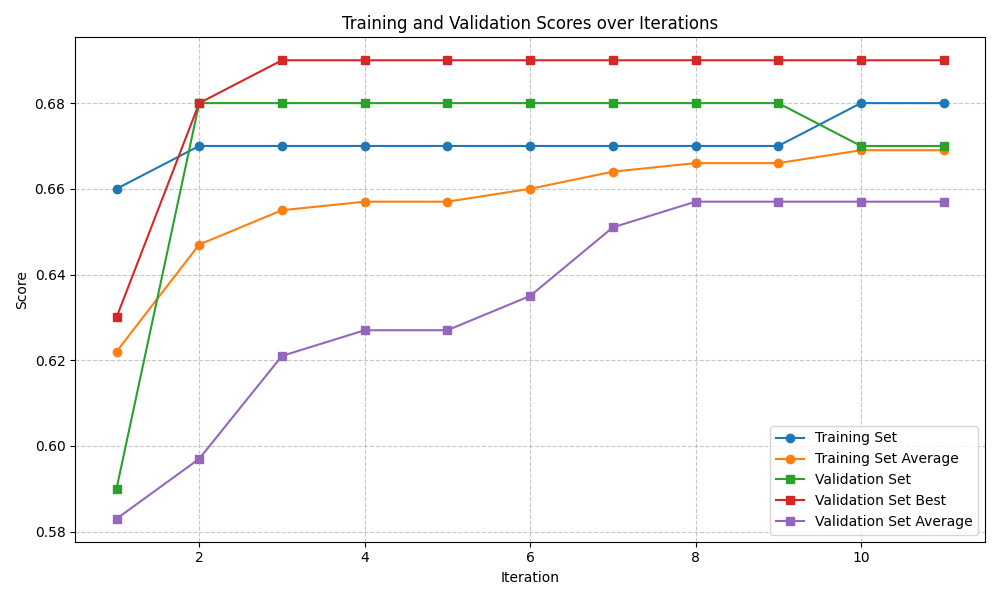 Training and Validation Scores over Iterations
Score
0.68
0.66
0.64
0.62
0.60
0.58
2 4 6 8 10
Iteration
Training Set
Training Set Average
Validation Set
Validation Set Best
Validation Set Average